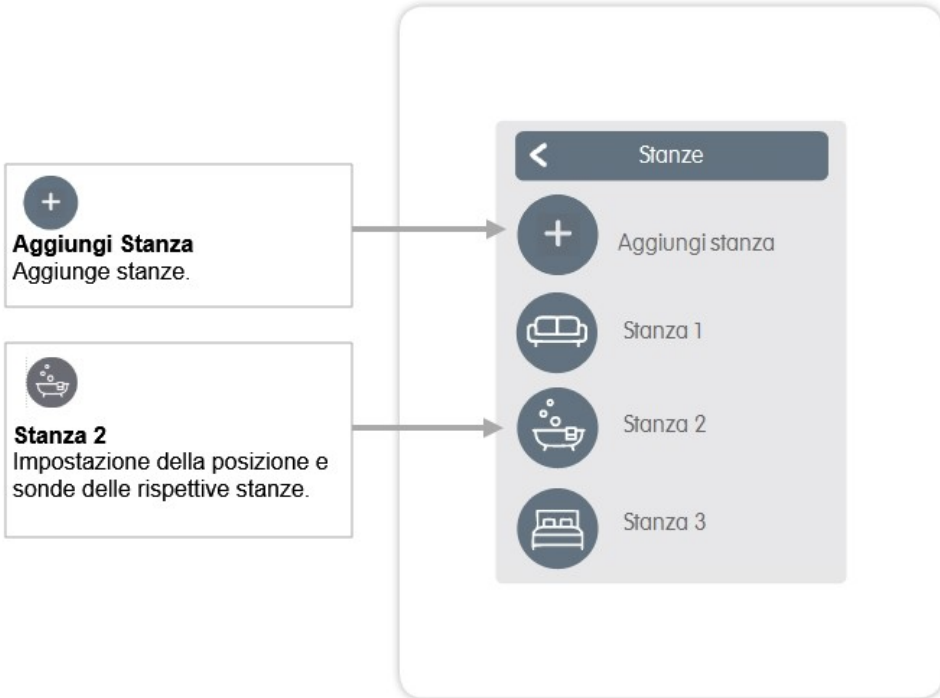 Aggiungi Stanza
Aggiunge stanze.
Stanza 2
Impostazione della posizione e
sonde delle rispettive stanze.
Stanze
Aggiungi stanza
Stanza 1
Stanza 2
Stanza 3